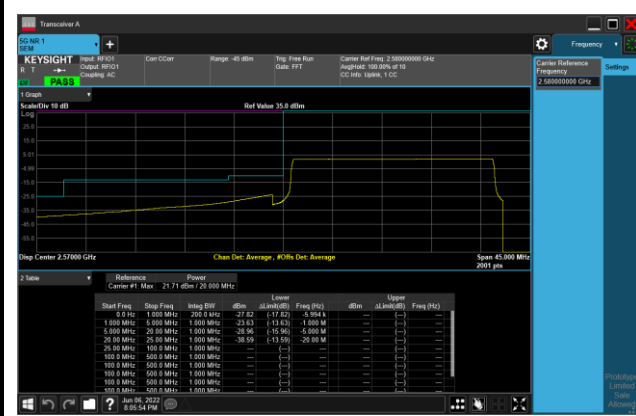 Transceiver A
5G NR 1
SEM
Frequency
KEYSIGHT
Input: RFIO1
Output: RFIO1
Coupling: AC
Corr CCorr
Range: -45 dBm
Trig: Free Run
Gate: FFT
Carrier Ref Freq: 2.580000000 GHz
Avg|Hold: 100.00% of 10
CC Info: Uplink, 1 CC
R T
PASS
Carrier Reference
Frequency
2.580000000 GHz
Settings
1 Graph
Scale/Div 10 dB
Ref Value 35.0 dBm
Log
25.0
15.0
5.01
-4.99
-15.0
-25.0
-35.0
-45.0
-55.0
Disp Center 2.57000 GHz
Chan Det: Average , #Offs Det: Average
Span 45.000 MHz
2001 pts
2 Table
Reference Power
Carrier #1 Max 21.71 dBm / 20.000 MHz
Lower Upper
Start Freq Stop Freq Integ BW dBm ΔLimit(dB) Freq (Hz) dBm ΔLimit(dB) Freq (Hz)
0.0 Hz 1.000 MHz 200.0 kHz -27.82 (-17.82) -5.994 k --- (---) ---
1.000 MHz 5.000 MHz 1.000 MHz -23.63 (-13.63) -1.000 M --- (---) ---
5.000 MHz 20.00 MHz 1.000 MHz -28.96 (-15.96) -5.000 M --- (---) ---
20.00 MHz 25.00 MHz 1.000 MHz -38.59 (-13.59) -20.00 M --- (---) ---
25.00 MHz 100.0 MHz 1.000 MHz --- (---) --- --- (---) ---
100.0 MHz 500.0 MHz 1.000 MHz --- (---) --- --- (---) ---
100.0 MHz 500.0 MHz 1.000 MHz --- (---) --- --- (---) ---
100.0 MHz 500.0 MHz 1.000 MHz --- (---) --- --- (---) ---
100.0 MHz 500.0 MHz 1.000 MHz --- (---) --- --- (---) ---
Prototype
Limited
Sale
Allowed
?
Jun 06, 2022
8:05:54 PM